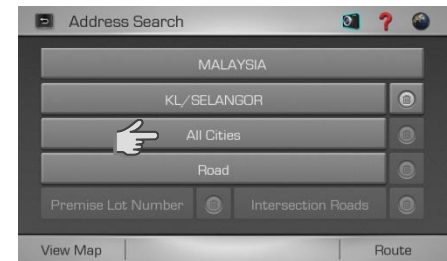 Address Search
MALAYSIA
KL/SELANGOR
All Cities
Road
Premise Lot Number Intersection Roads
View Map Route